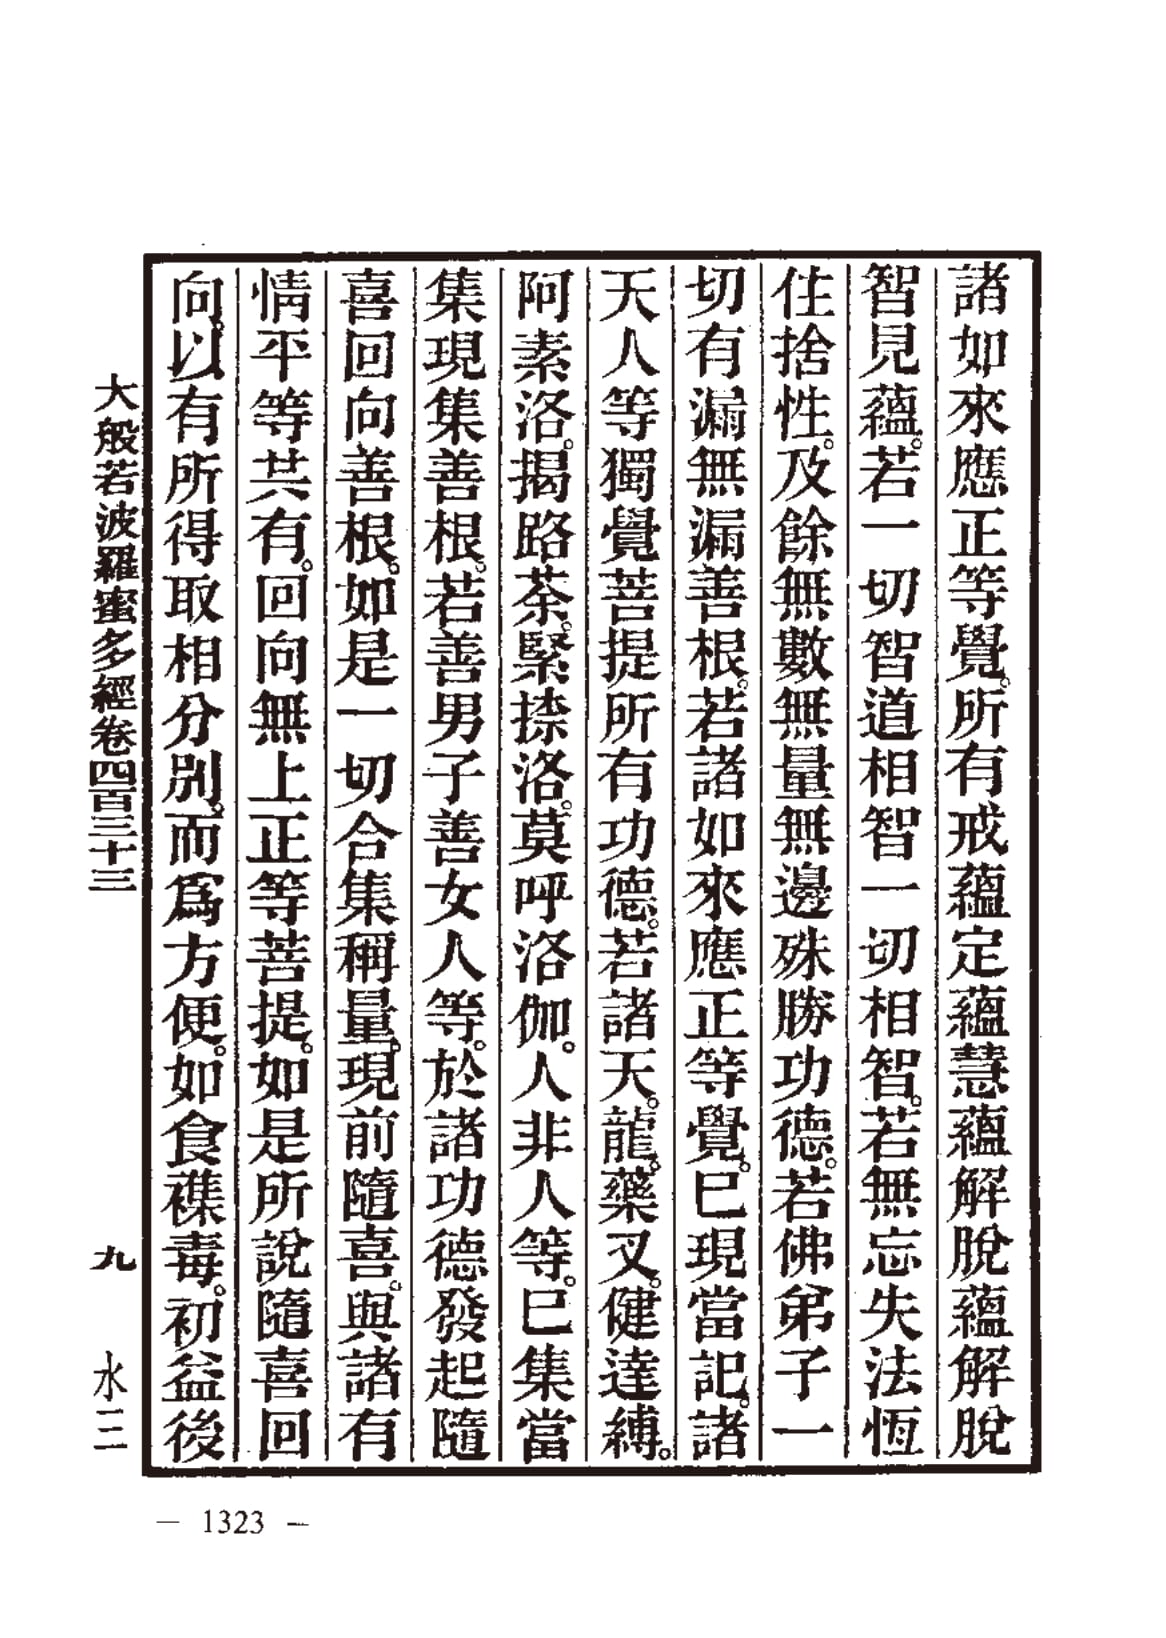 諸如來應正等覺。所有戒蘊定蘊慧蘊解脫蘊解脫
智見蘊。若一切智道相智一切相智。若無忘失法恆
住捨性。及餘無數無量無邊殊勝功德。若佛弟子一
切有漏無漏善根。若諸如來應正等覺。已現當記。諸
天人等獨覺菩提所有功德。若諸天。龍。藥叉。健達縛。
阿素洛。揭路荼。緊捺洛。莫呼洛伽。人非人等。已集當
集現集善根。若善男子善女人等。於諸功德發起隨
喜回向善根。如是一切合集稱量。現前隨喜。與諸有
情平等共有。回向無上正等菩提。如是所說隨喜回
向。以有所得取相分別。而爲方便。如食襍毒。初益後
大般若波羅蜜多經卷四百三十三 九 水三
— 1323 —